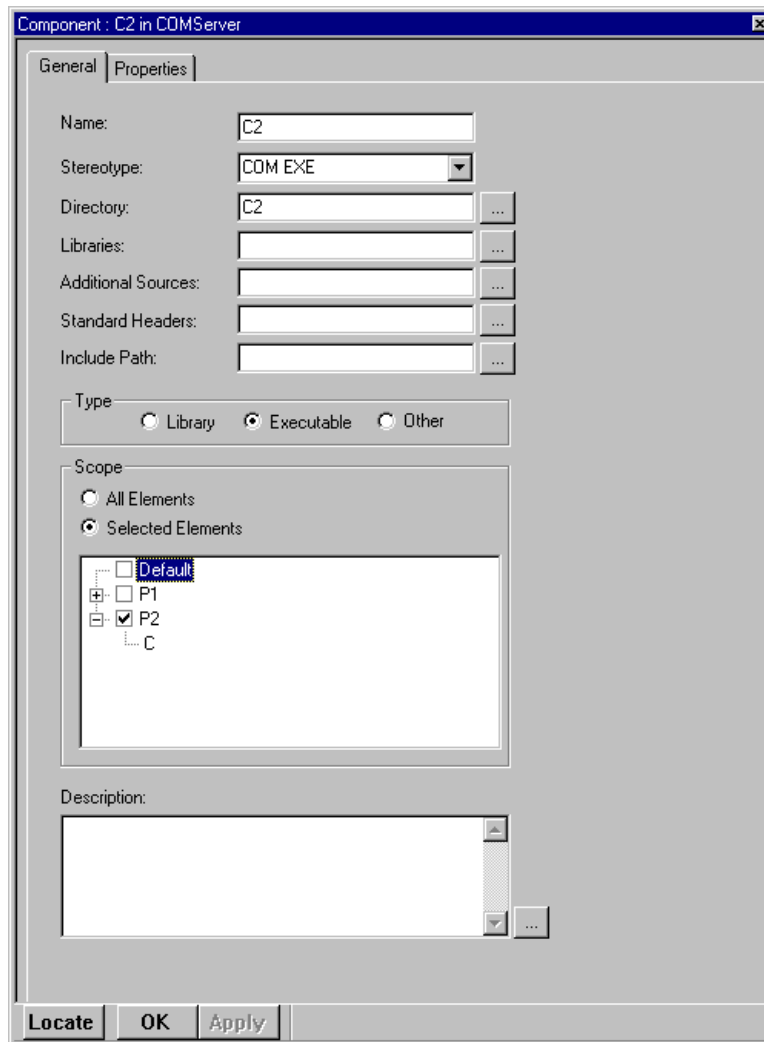 Component : C2 in COMServer
General Properties
Name: C2
Stereotype: COM EXE
Directory: C2 ...
Libraries: ...
Additional Sources: ...
Standard Headers: ...
Include Path: ...
Type
Library Executable Other
Scope
All Elements
Selected Elements
Default
P1
P2
C
Description:
...
Locate OK Apply